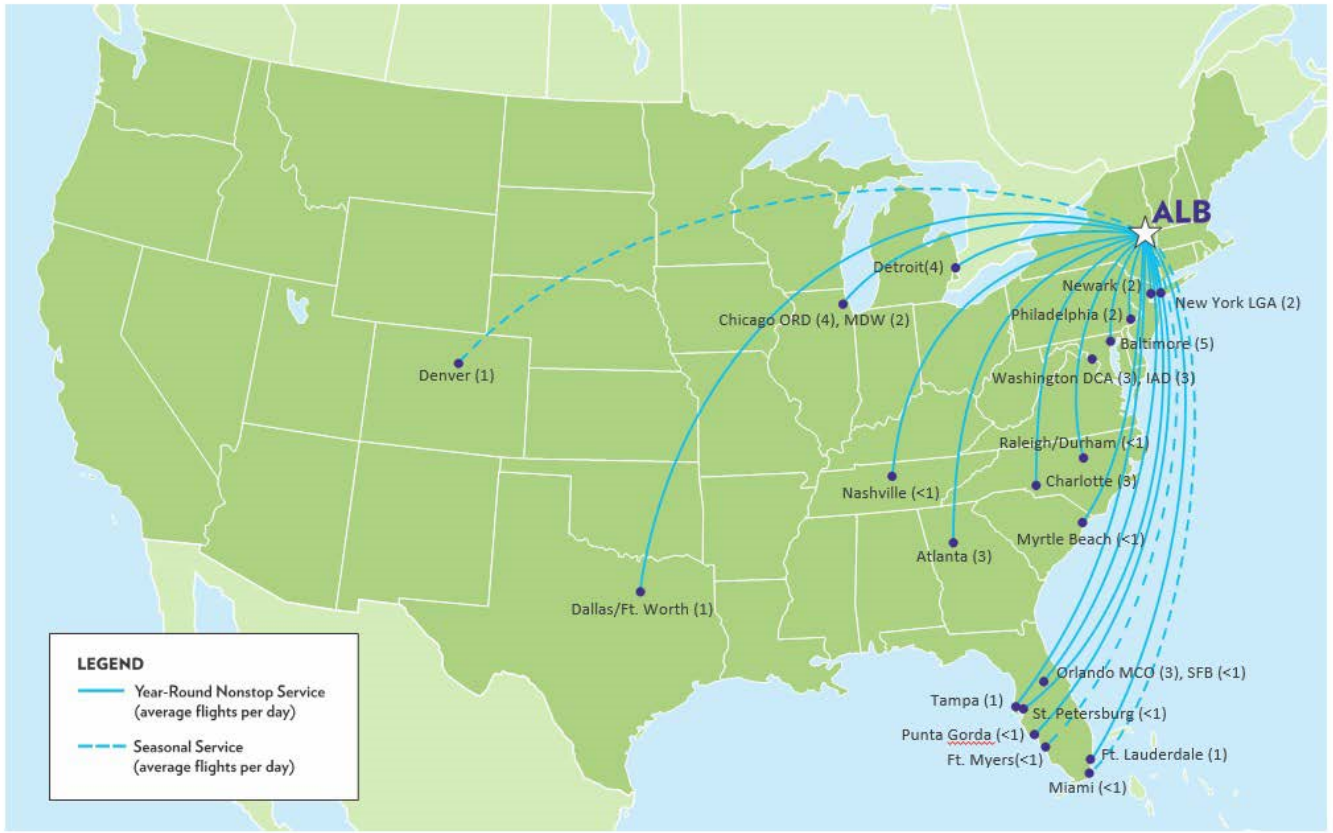 ALB
Detroit(4)
Newark (2)
New York LGA (2)
Chicago ORD (4), MDW (2)
Philadelphia (2)
Baltimore (5)
Denver (1)
Washington DCA (3), IAD (3)
Raleigh/Durham (<1)
Nashville (<1)
Charlotte (3)
Myrtle Beach (<1)
Atlanta (3)
Dallas/Ft. Worth (1)
Orlando MCO (3), SFB (<1)
Tampa (1)
St. Petersburg (<1)
Punta Gorda (<1)
Ft. Myers(<1)
Ft. Lauderdale (1)
Miami (<1)
LEGEND
Year-Round Nonstop Service
(average flights per day)
Seasonal Service
(average flights per day)